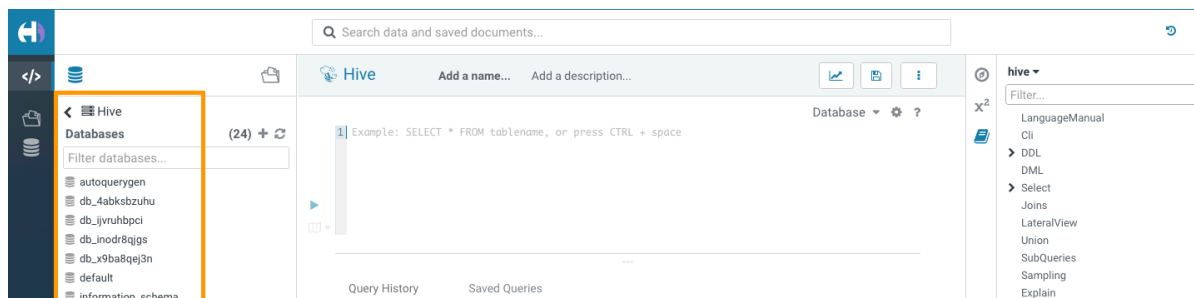 Search data and saved documents...
</>
Hive
Add a name... Add a description...
hive
Filter...
Hive
Databases (24)
Filter databases...
autoquerygen
db_4abksbzuhu
db_ijvruhbpci
db_inodr8qjgs
db_x9ba8qej3n
default
information_schema
Database ?
1 Example: SELECT * FROM tablename, or press CTRL + space
Query History Saved Queries
x²
LanguageManual
Cli
DDL
DML
Select
Joins
LateralView
Union
SubQueries
Sampling
Explain